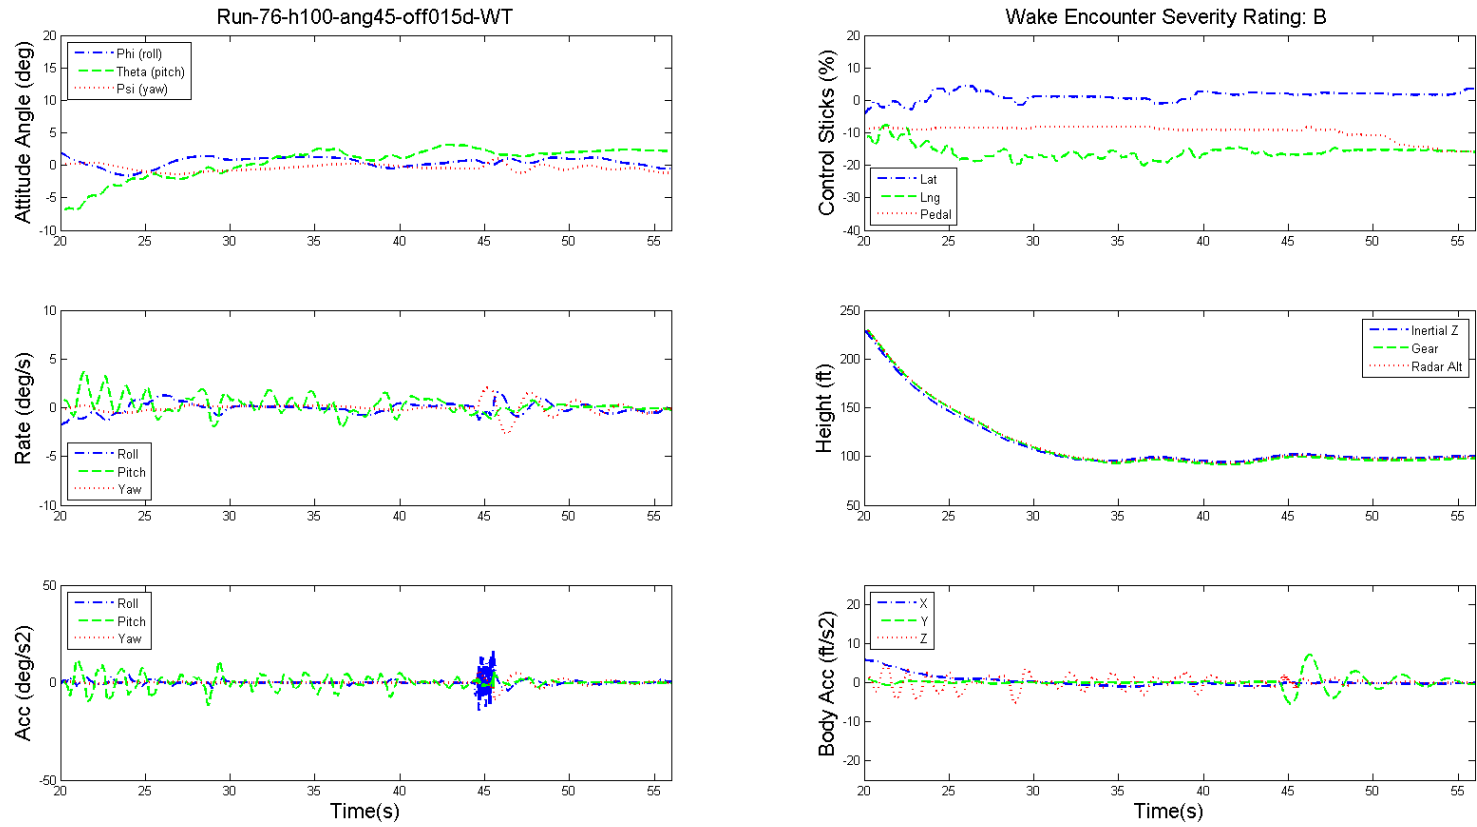 Run-76-h100-ang45-off015d-WT
Wake Encounter Severity Rating: B
Attitude Angle (deg)
20
15
10
5
0
-5
-10
20 25 30 35 40 45 50 55
Phi (roll)
Theta (pitch)
Psi (yaw)
Control Sticks (%)
20
10
0
-10
-20
-30
-40
20 25 30 35 40 45 50 55
Lat
Lng
Pedal
Rate (deg/s)
10
5
0
-5
-10
20 25 30 35 40 45 50 55
Roll
Pitch
Yaw
Height (ft)
250
200
150
100
50
20 25 30 35 40 45 50 55
Inertial Z
Gear
Radar Alt
Acc (deg/s2)
50
0
-50
20 25 30 35 40 45 50 55
Roll
Pitch
Yaw
Time(s)
Body Acc (ft/s2)
20
10
0
-10
-20
20 25 30 35 40 45 50 55
X
Y
Z
Time(s)